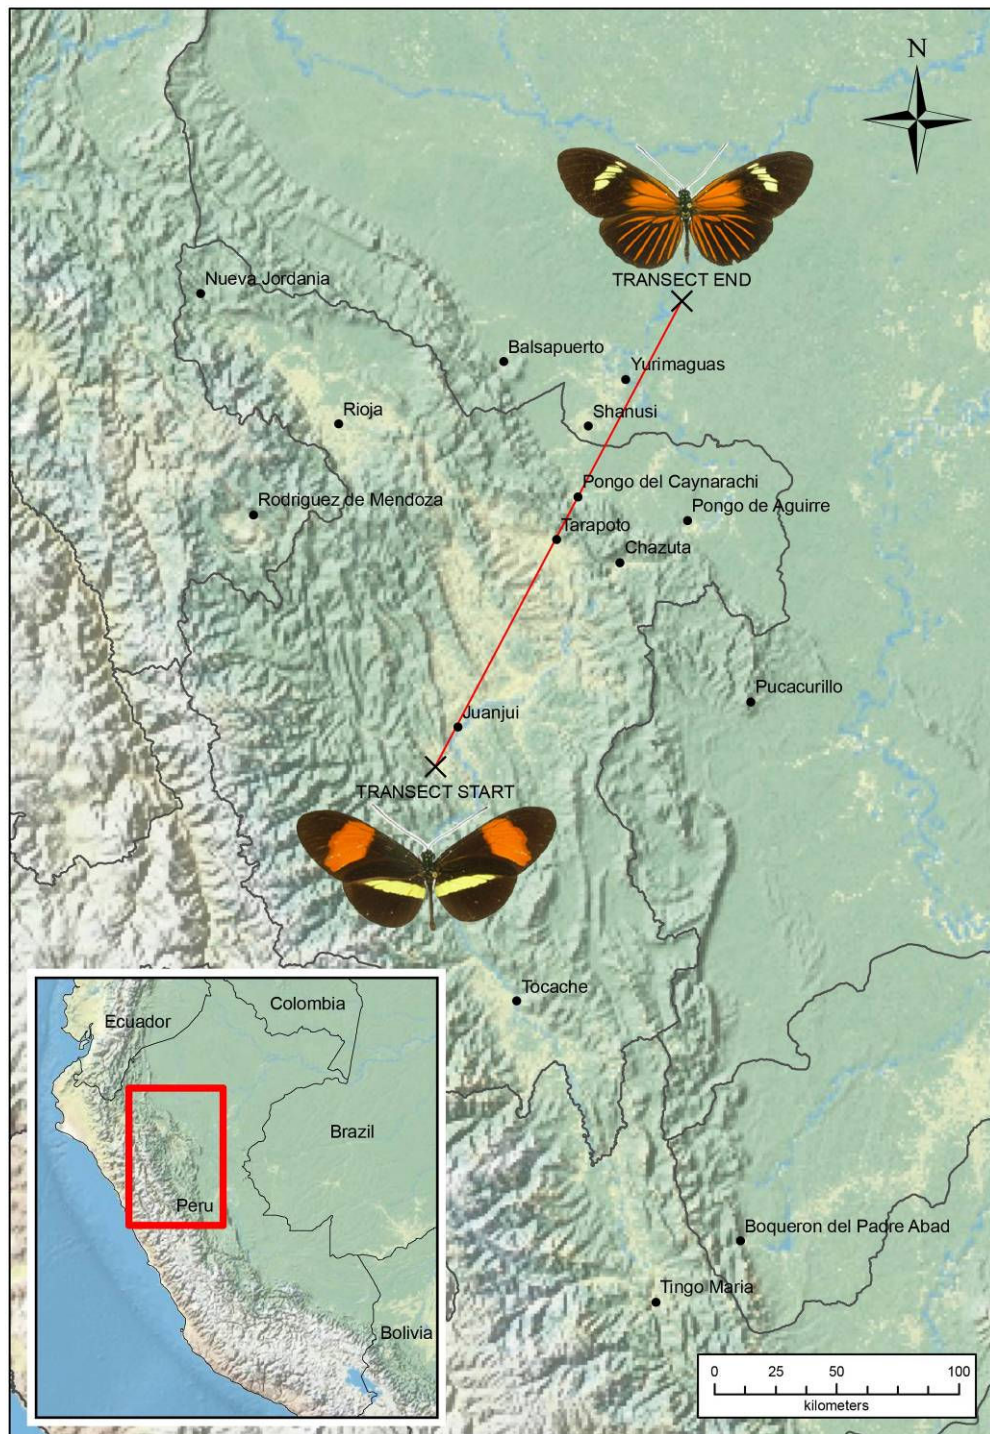 N
TRANSECT END
Nueva Jordania
Balsapuerto
Yurimaguas
Rioja
Shanusi
Pongo del Caynarachi
Rodriguez de Mendoza
Pongo de Aguirre
Tarapoto
Chazuta
Pucacurillo
Juanjui
TRANSECT START
Tocache
Colombia
Ecuador
Brazil
Peru
Bolivia
Boqueron del Padre Abad
Tingo Maria
0 25 50 100
kilometers